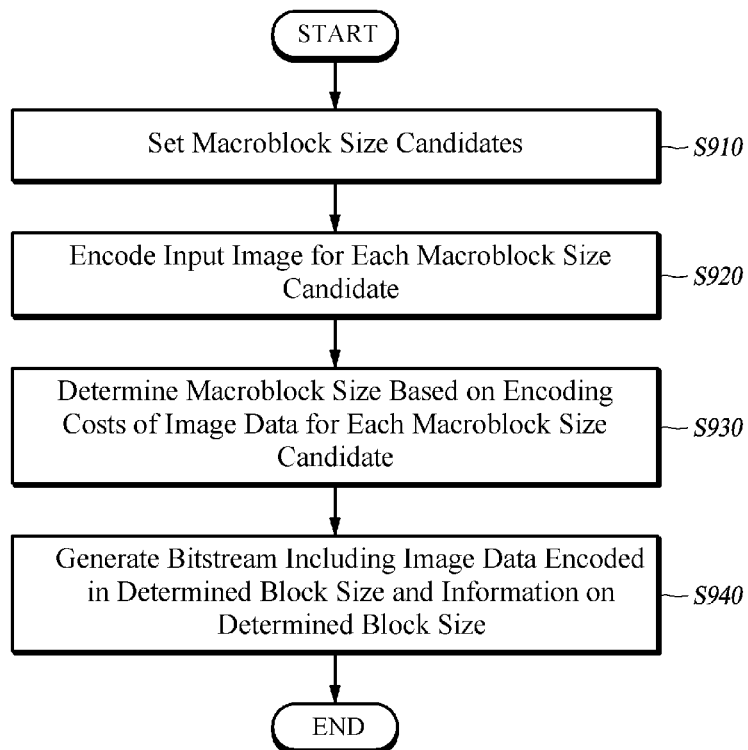 START
Set Macroblock Size Candidates
S910
Encode Input Image for Each Macroblock Size
Candidate
S920
Determine Macroblock Size Based on Encoding
Costs of Image Data for Each Macroblock Size
Candidate
S930
Generate Bitstream Including Image Data Encoded
in Determined Block Size and Information on
Determined Block Size
S940
END